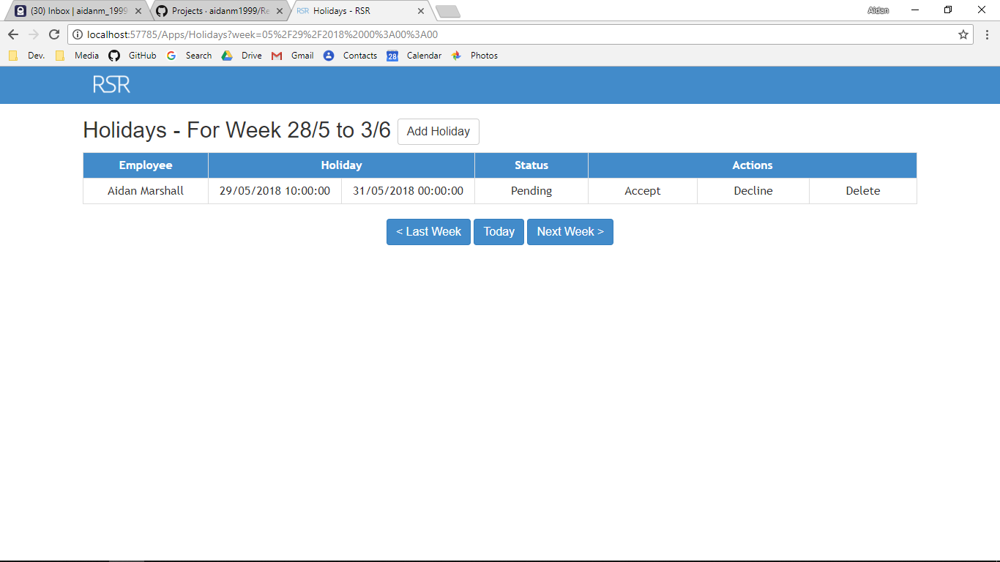 (30) Inbox | aidanm_1999
Projects · aidanm1999/Re
RSR Holidays - RSR
Aidan
localhost:57785/Apps/Holidays?week=05%2F29%2F2018%2000%3A00%3A00
Dev. Media GitHub Search Drive Gmail Contacts 28 Calendar Photos
RSR
Holidays - For Week 28/5 to 3/6 Add Holiday
Employee Holiday Status Actions
Aidan Marshall 29/05/2018 10:00:00 31/05/2018 00:00:00 Pending Accept Decline Delete
< Last Week Today Next Week >